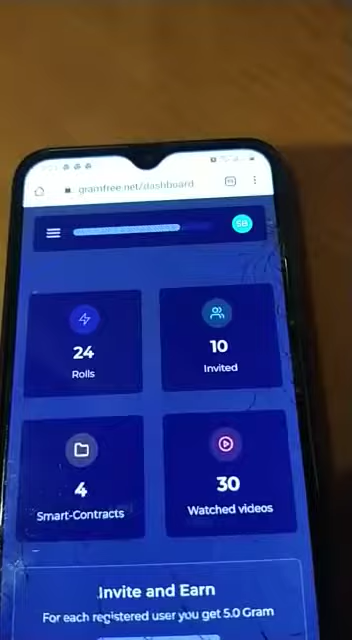 gramfree.net/dashboard
SB
24
Rolls
10
Invited
4
Smart-Contracts
30
Watched videos
Invite and Earn
For each registered user you get 5.0 Gram